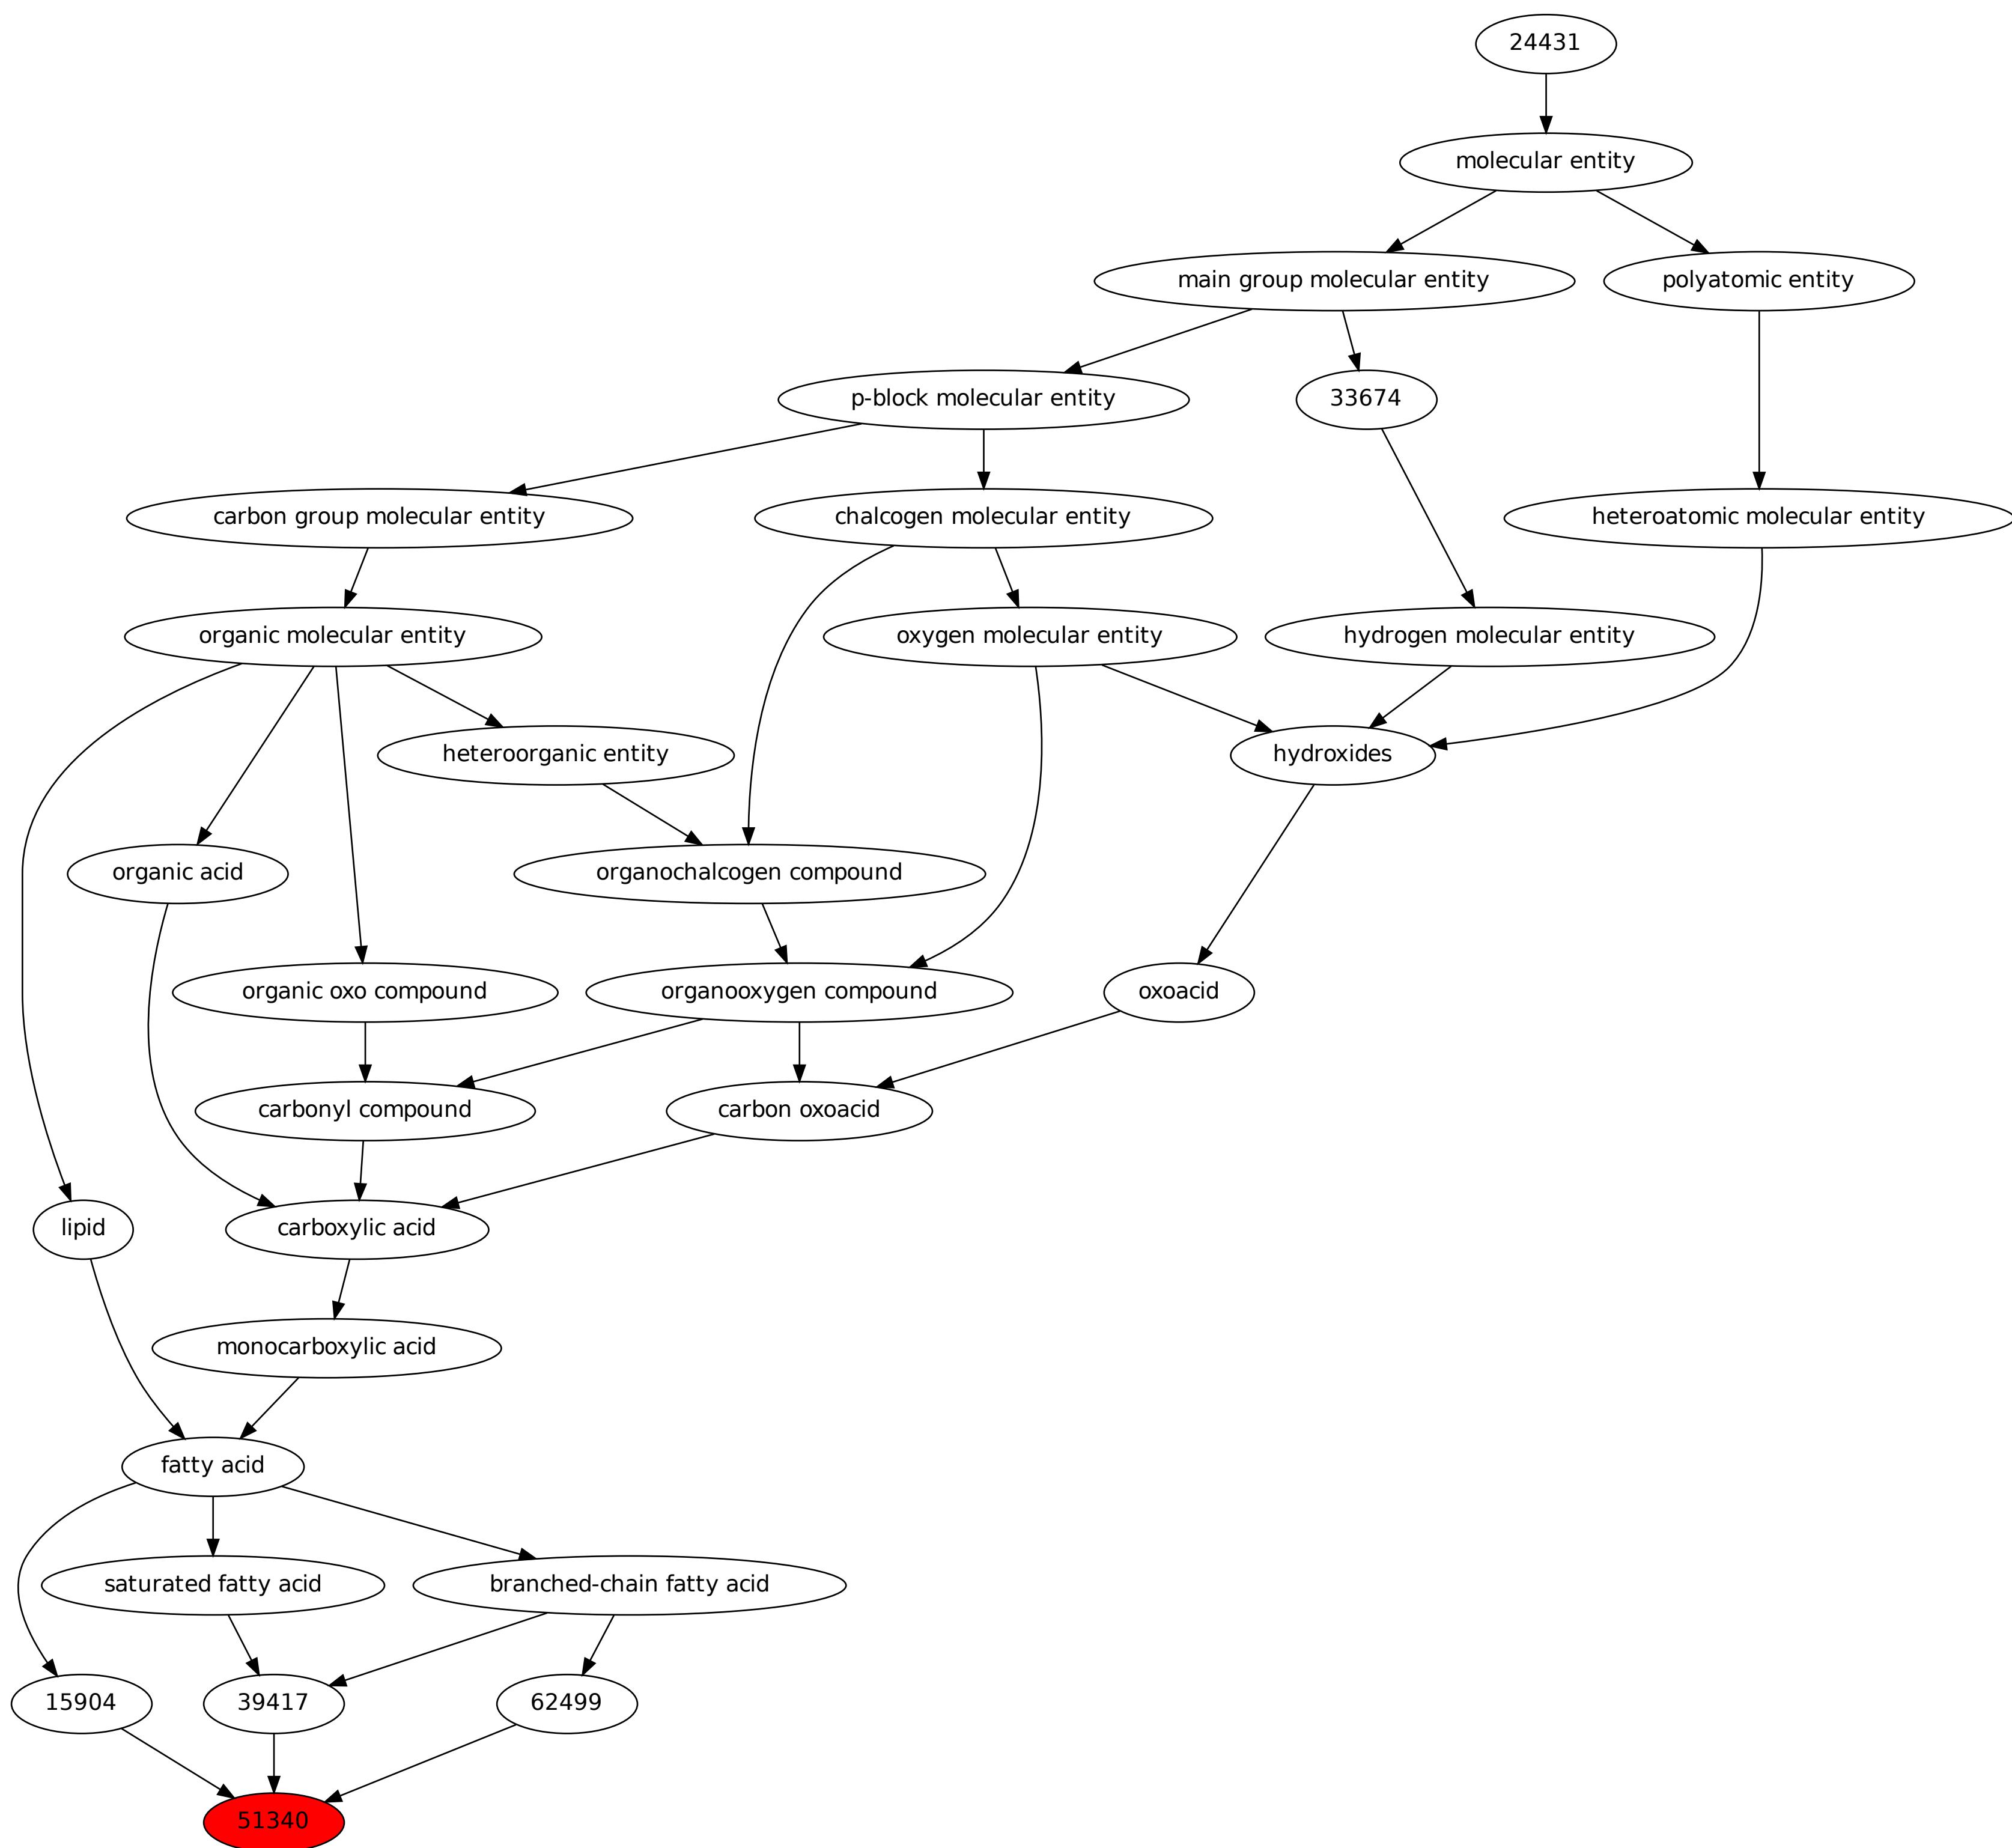 24431
molecular entity
main group molecular entity
polyatomic entity
p-block molecular entity
33674
carbon group molecular entity
chalcogen molecular entity
heteroatomic molecular entity
organic molecular entity
oxygen molecular entity
hydrogen molecular entity
heteroorganic entity
hydroxides
organic acid
organochalcogen compound
organic oxo compound
organooxygen compound
oxoacid
carbonyl compound
carbon oxoacid
lipid
carboxylic acid
monocarboxylic acid
fatty acid
saturated fatty acid
branched-chain fatty acid
15904
39417
62499
51340